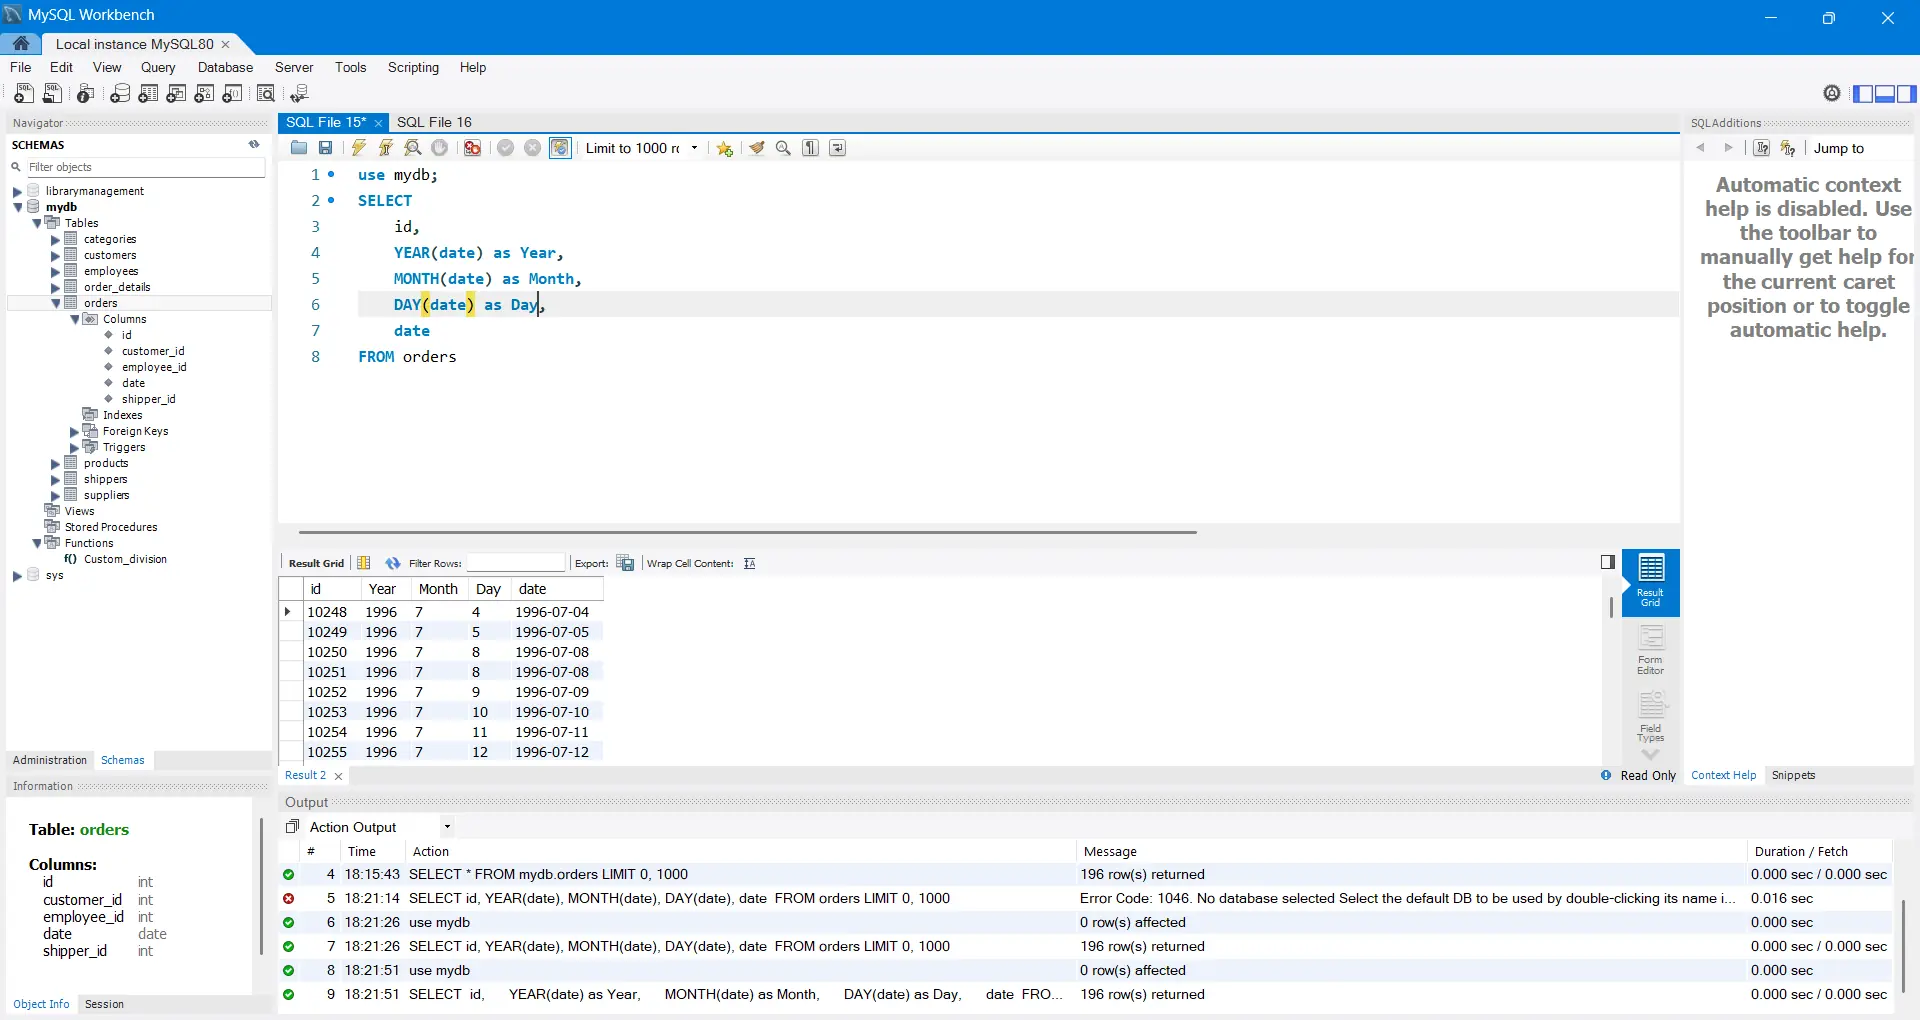 MySQL Workbench
Local instance MySQL80
File Edit View Query Database Server Tools Scripting Help
Navigator
SCHEMAS
Filter objects
librarymanagement
mydb
Tables
categories
customers
employees
order_details
orders
Columns
id
customer_id
employee_id
date
shipper_id
Indexes
Foreign Keys
Triggers
products
shippers
suppliers
Views
Stored Procedures
Functions
f() Custom_division
sys
Administration Schemas
Information
Table: orders
Columns:
id int
customer_id int
employee_id int
date date
shipper_id int
Object Info Session
SQL File 15* SQL File 16
Limit to 1000 r
1 use mydb;
2 SELECT
3 id,
4 YEAR(date) as Year,
5 MONTH(date) as Month,
6 DAY(date) as Day,
7 date
8 FROM orders
Result Grid Filter Rows: Export: Wrap Cell Content:
id Year Month Day date
10248 1996 7 4 1996-07-04
10249 1996 7 5 1996-07-05
10250 1996 7 8 1996-07-08
10251 1996 7 8 1996-07-08
10252 1996 7 9 1996-07-09
10253 1996 7 10 1996-07-10
10254 1996 7 11 1996-07-11
10255 1996 7 12 1996-07-12
Result Grid
Form Editor
Field Types
Result 2
Read Only
SQLAdditions
Jump to
Automatic context
help is disabled. Use
the toolbar to
manually get help for
the current caret
position or to toggle
automatic help.
Context Help Snippets
Output
Action Output
# Time Action Message Duration / Fetch
4 18:15:43 SELECT * FROM mydb.orders LIMIT 0, 1000 196 row(s) returned 0.000 sec / 0.000 sec
5 18:21:14 SELECT id, YEAR(date), MONTH(date), DAY(date), date FROM orders LIMIT 0, 1000 Error Code: 1046. No database selected Select the default DB to be used by double-clicking its name i... 0.016 sec
6 18:21:26 use mydb 0 row(s) affected 0.000 sec
7 18:21:26 SELECT id, YEAR(date), MONTH(date), DAY(date), date FROM orders LIMIT 0, 1000 196 row(s) returned 0.000 sec / 0.000 sec
8 18:21:51 use mydb 0 row(s) affected 0.000 sec
9 18:21:51 SELECT id, YEAR(date) as Year, MONTH(date) as Month, DAY(date) as Day, date FRO... 196 row(s) returned 0.000 sec / 0.000 sec